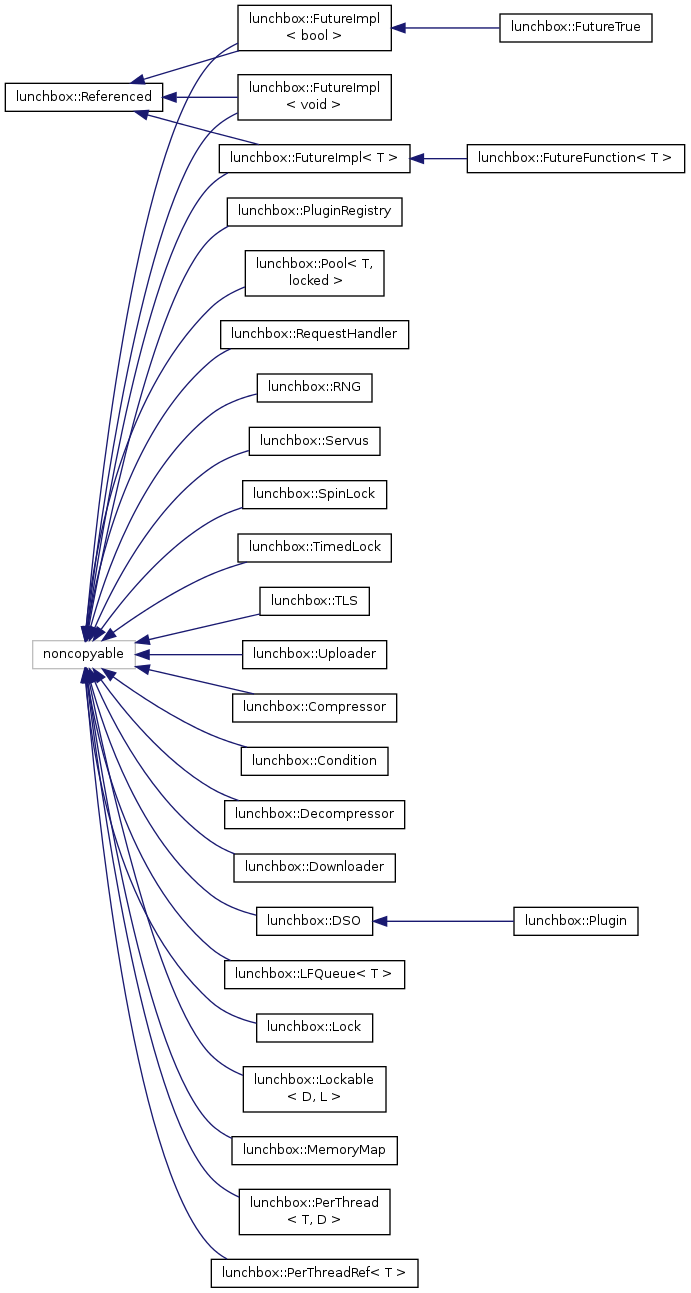 lunchbox::FutureImpl
< bool >
lunchbox::FutureTrue
lunchbox::Referenced
lunchbox::FutureImpl
< void >
lunchbox::FutureImpl< T >
lunchbox::FutureFunction< T >
lunchbox::PluginRegistry
lunchbox::Pool< T,
locked >
lunchbox::RequestHandler
lunchbox::RNG
lunchbox::Servus
lunchbox::SpinLock
lunchbox::TimedLock
lunchbox::TLS
noncopyable
lunchbox::Uploader
lunchbox::Compressor
lunchbox::Condition
lunchbox::Decompressor
lunchbox::Downloader
lunchbox::DSO
lunchbox::Plugin
lunchbox::LFQueue< T >
lunchbox::Lock
lunchbox::Lockable
< D, L >
lunchbox::MemoryMap
lunchbox::PerThread
< T, D >
lunchbox::PerThreadRef< T >